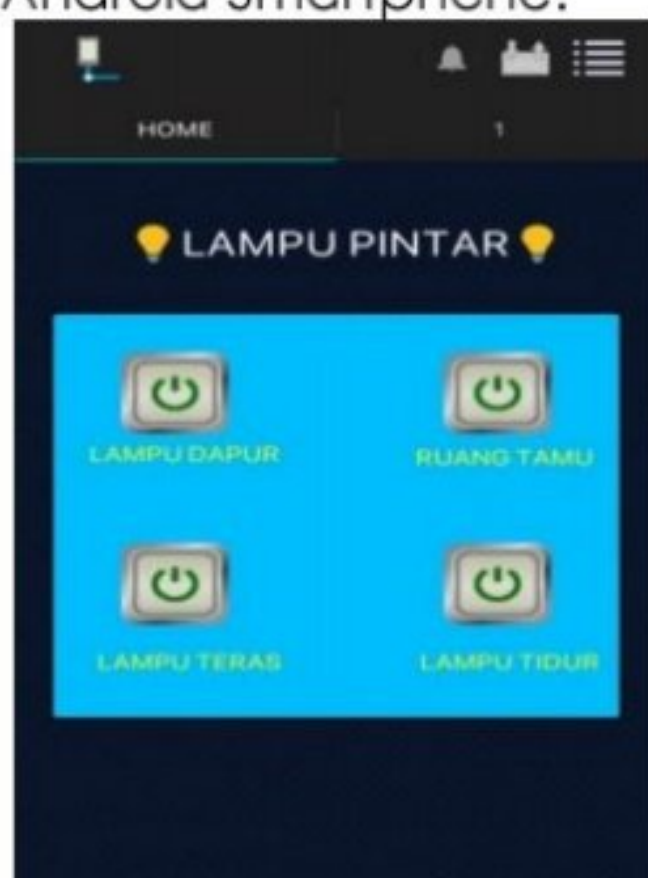 Android smartphone.
HOME 1
LAMPU PINTAR
LAMPU DAPUR RUANG TAMU
LAMPU TERAS LAMPU TIDUR